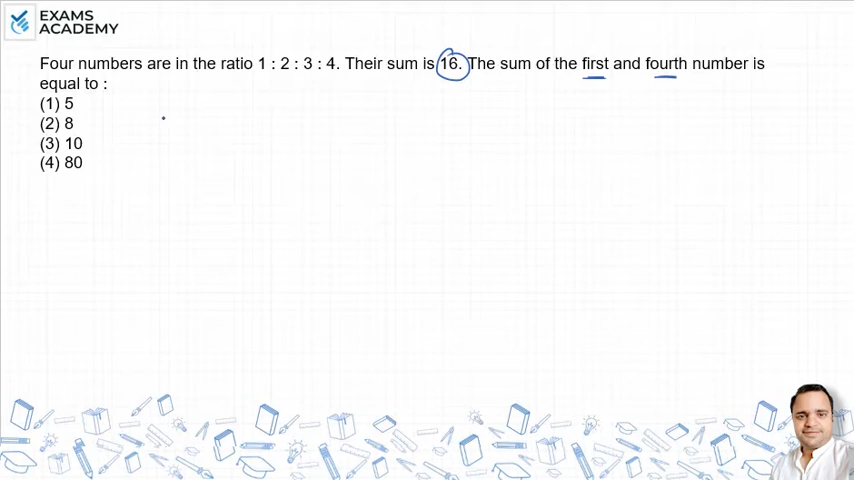 EXAMS
ACADEMY
Four numbers are in the ratio 1 : 2 : 3 : 4. Their sum is 16. The sum of the first and fourth number is
equal to :
(1) 5
(2) 8
(3) 10
(4) 80